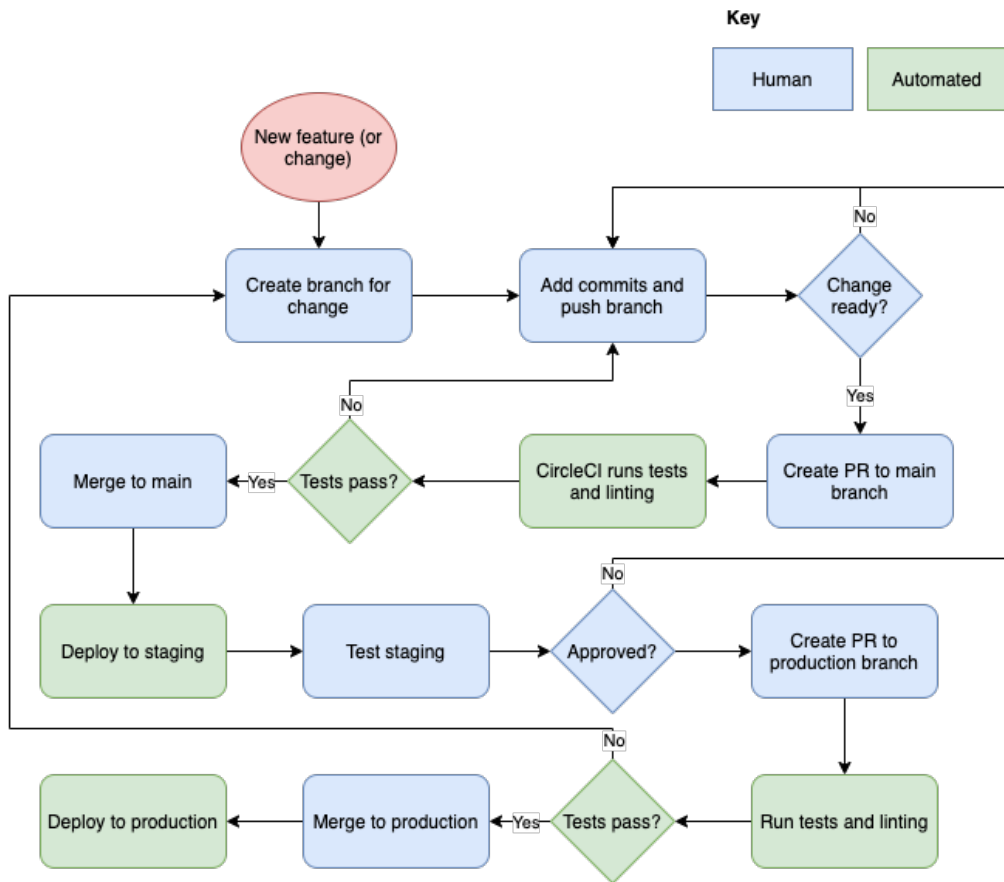 Key
Human
Automated
New feature (or
change)
No
Create branch for
change
Add commits and
push branch
Change
ready?
Yes
No
Merge to main
Yes
Tests pass?
CircleCI runs tests
and linting
Create PR to main
branch
No
Deploy to staging
Test staging
Approved?
Create PR to
production branch
No
Deploy to production
Merge to production
Yes
Tests pass?
Run tests and linting